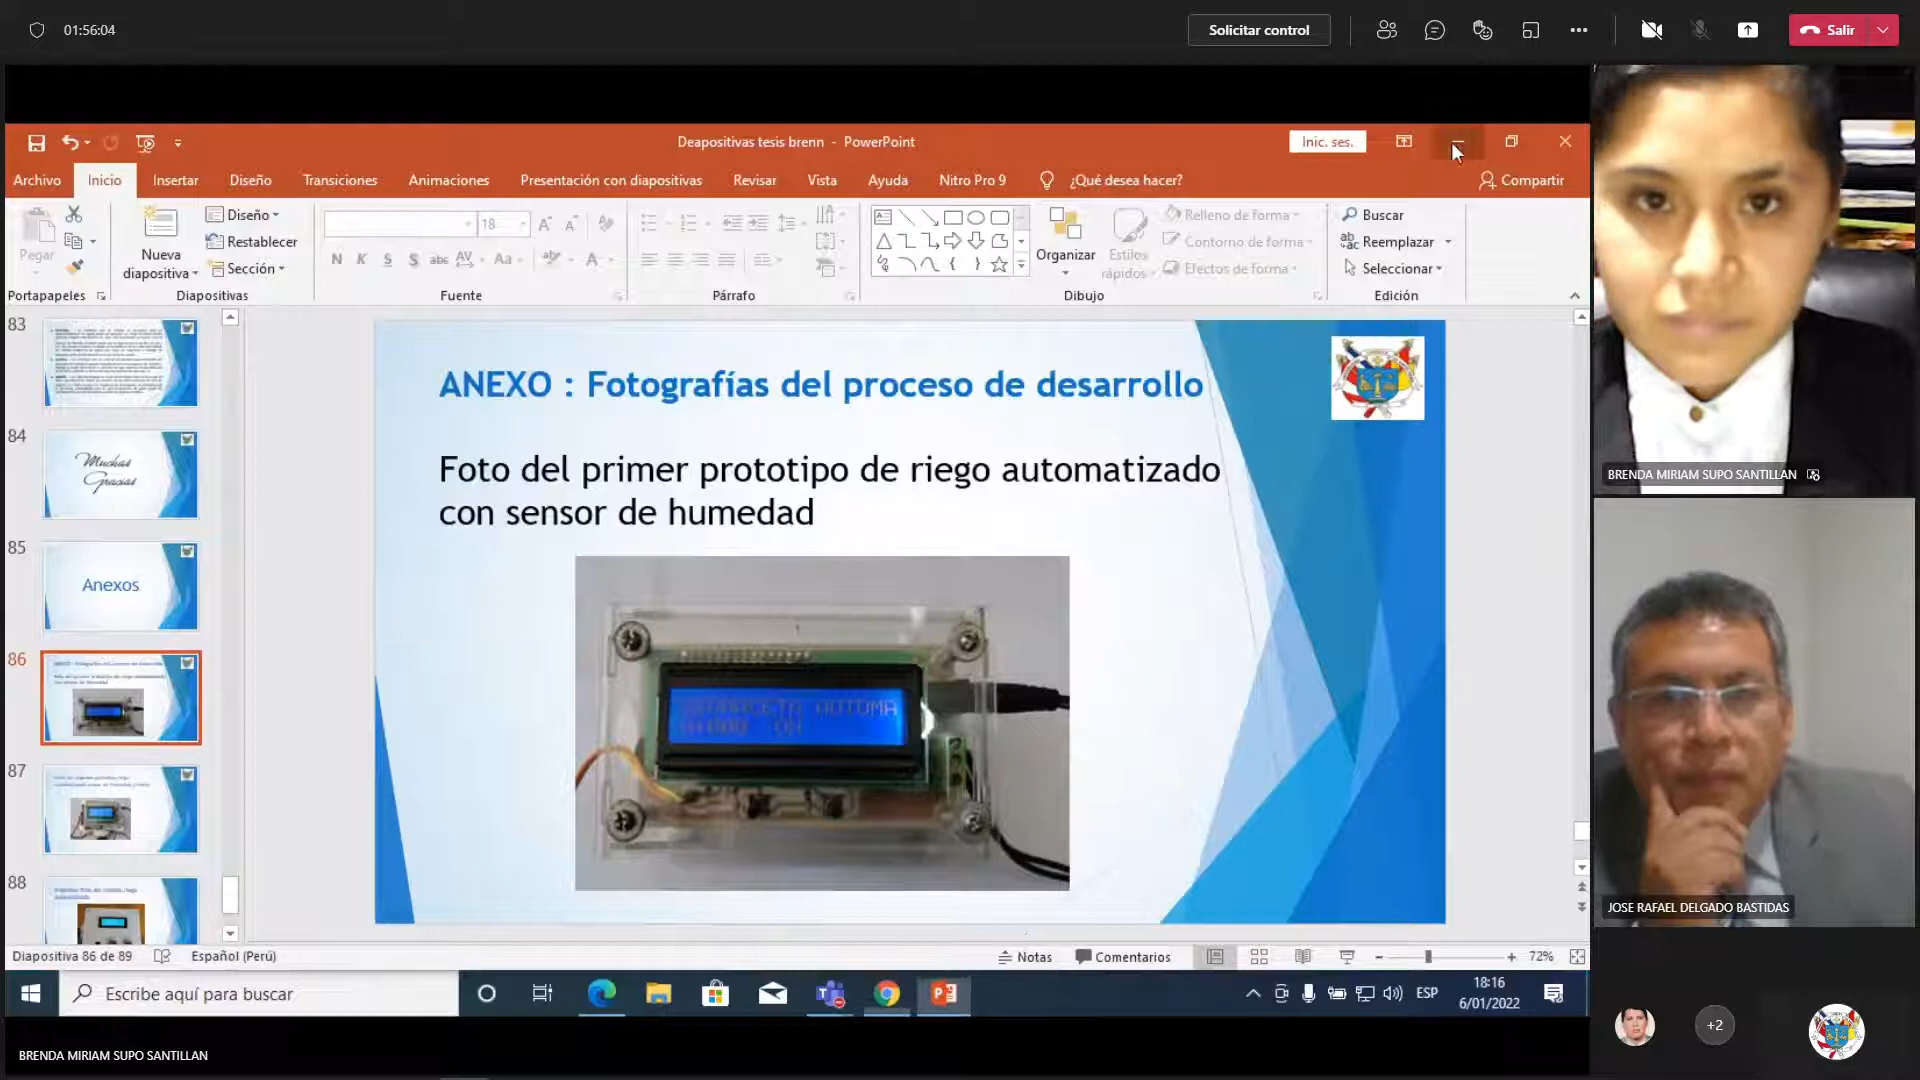 01:56:04
Solicitar control
Salir
Deapositivas tesis brenn - PowerPoint
Inic. ses.
Archivo
Inicio
Insertar
Diseño
Transiciones
Animaciones
Presentación con diapositivas
Revisar
Vista
Ayuda
Nitro Pro 9
¿Qué desea hacer?
Compartir
Pegar
Nueva diapositiva
Diseño
Restablecer
Sección
18
N K S S abc AV Aa A
Organizar
Estilos rápidos
Relleno de forma
Contorno de forma
Efectos de forma
Buscar
Reemplazar
Seleccionar
Portapapeles
Diapositivas
Fuente
Párrafo
Dibujo
Edición
83
84
Muchas
Gracias
85
Anexos
86
87
88
ANEXO : Fotografías del proceso de desarrollo
Foto del primer prototipo de riego automatizado
con sensor de humedad
AUTOMA
ON
BRENDA MIRIAM SUPO SANTILLAN
JOSE RAFAEL DELGADO BASTIDAS
Diapositiva 86 de 89
Español (Perú)
Notas
Comentarios
72%
Escribe aquí para buscar
ESP
18:16
6/01/2022
+2
BRENDA MIRIAM SUPO SANTILLAN